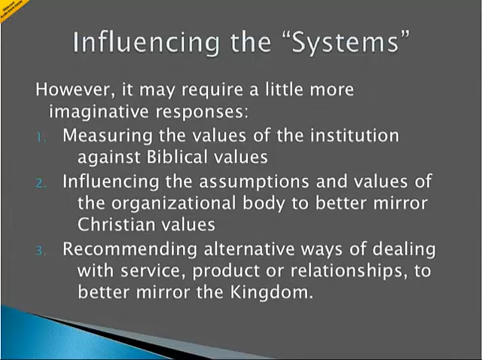 Influencing the “Systems”
However, it may require a little more
imaginative responses:
1. Measuring the values of the institution
against Biblical values
2. Influencing the assumptions and values of
the organizational body to better mirror
Christian values
3. Recommending alternative ways of dealing
with service, product or relationships, to
better mirror the Kingdom.